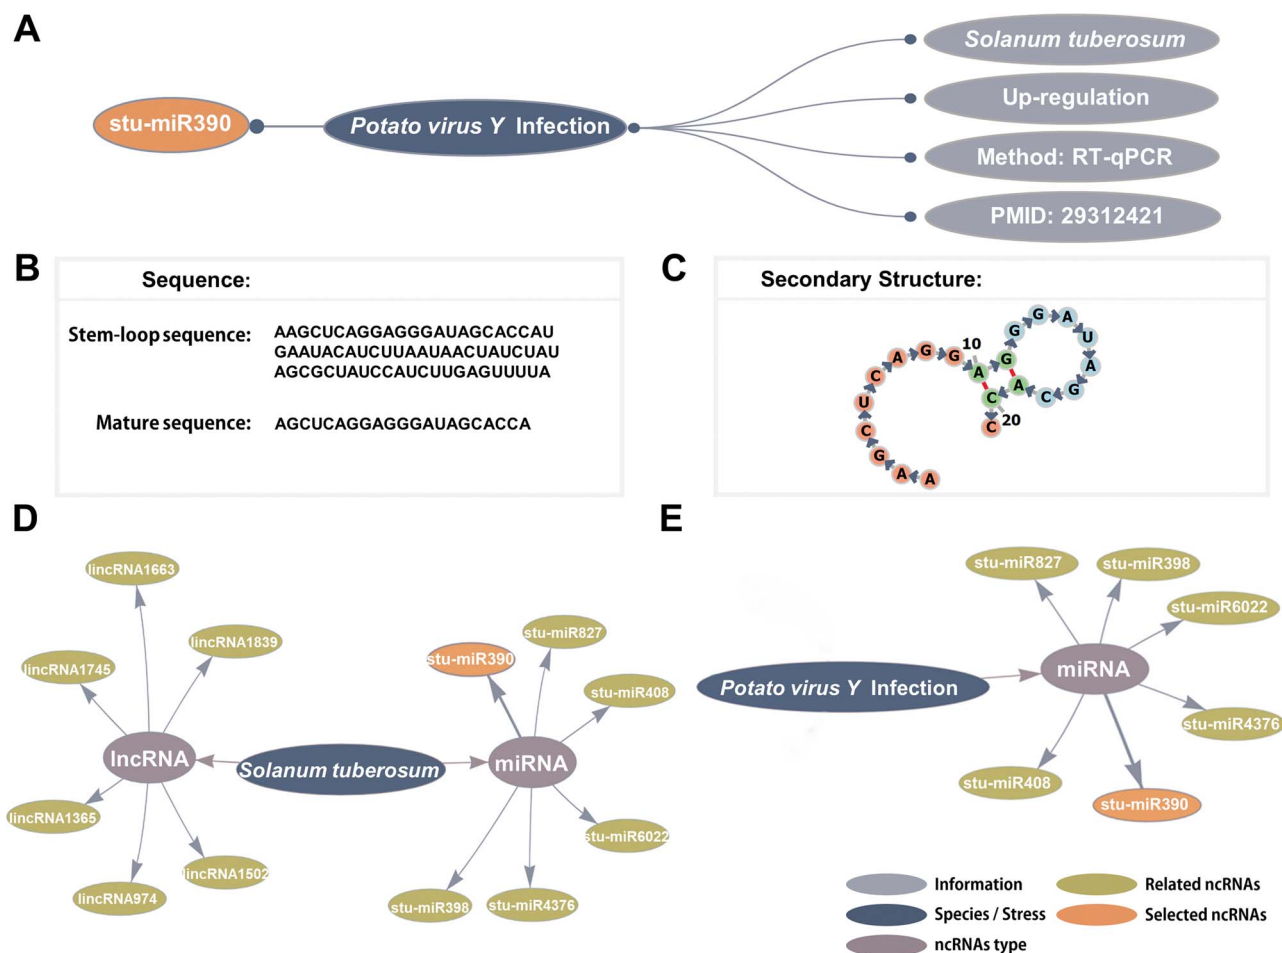 A
stu-miR390
Potato virus Y Infection
Solanum tuberosum
Up-regulation
Method: RT-qPCR
PMID: 29312421
B
Sequence:
Stem-loop sequence:
AAGCUCAGGAGGGAUAGCACCAU
GAAUACAUCUUAAUAACUAUCUAU
AGCGCUAUCCAUCUUGAGUUUUA
Mature sequence:
AGCUCAGGAGGGAUAGCACCA
C
Secondary Structure:
A
A
G
C
U
C
A
G
G
10
A
G
G
G
A
U
A
G
C
A
C
20
C
D
lincRNA1663
lincRNA1839
lincRNA1745
lncRNA
lincRNA1365
lincRNA974
lincRNA1502
Solanum tuberosum
miRNA
stu-miR390
stu-miR827
stu-miR408
stu-miR6022
stu-miR4376
stu-miR398
E
Potato virus Y Infection
miRNA
stu-miR827
stu-miR398
stu-miR6022
stu-miR4376
stu-miR390
stu-miR408
Information
Species / Stress
ncRNAs type
Related ncRNAs
Selected ncRNAs